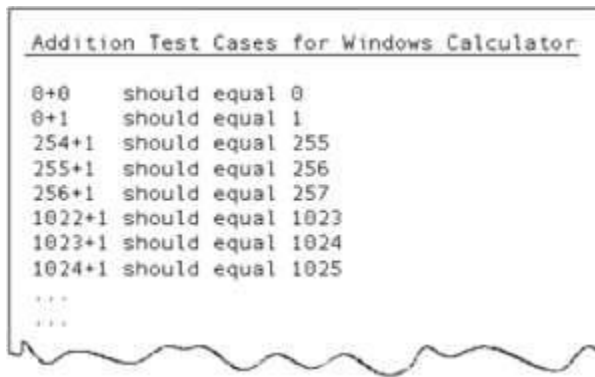 Addition Test Cases for Windows Calculator
0+0 should equal 0
0+1 should equal 1
254+1 should equal 255
255+1 should equal 256
256+1 should equal 257
1022+1 should equal 1023
1023+1 should equal 1024
1024+1 should equal 1025
...
...